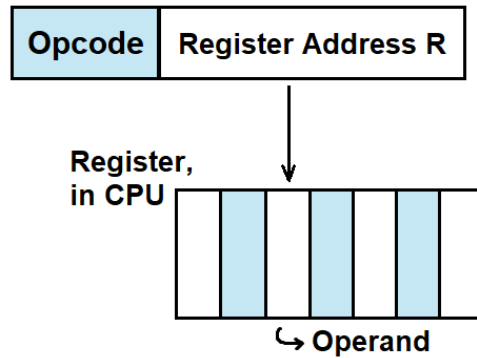 Opcode Register Address R
Register,
in CPU
Operand